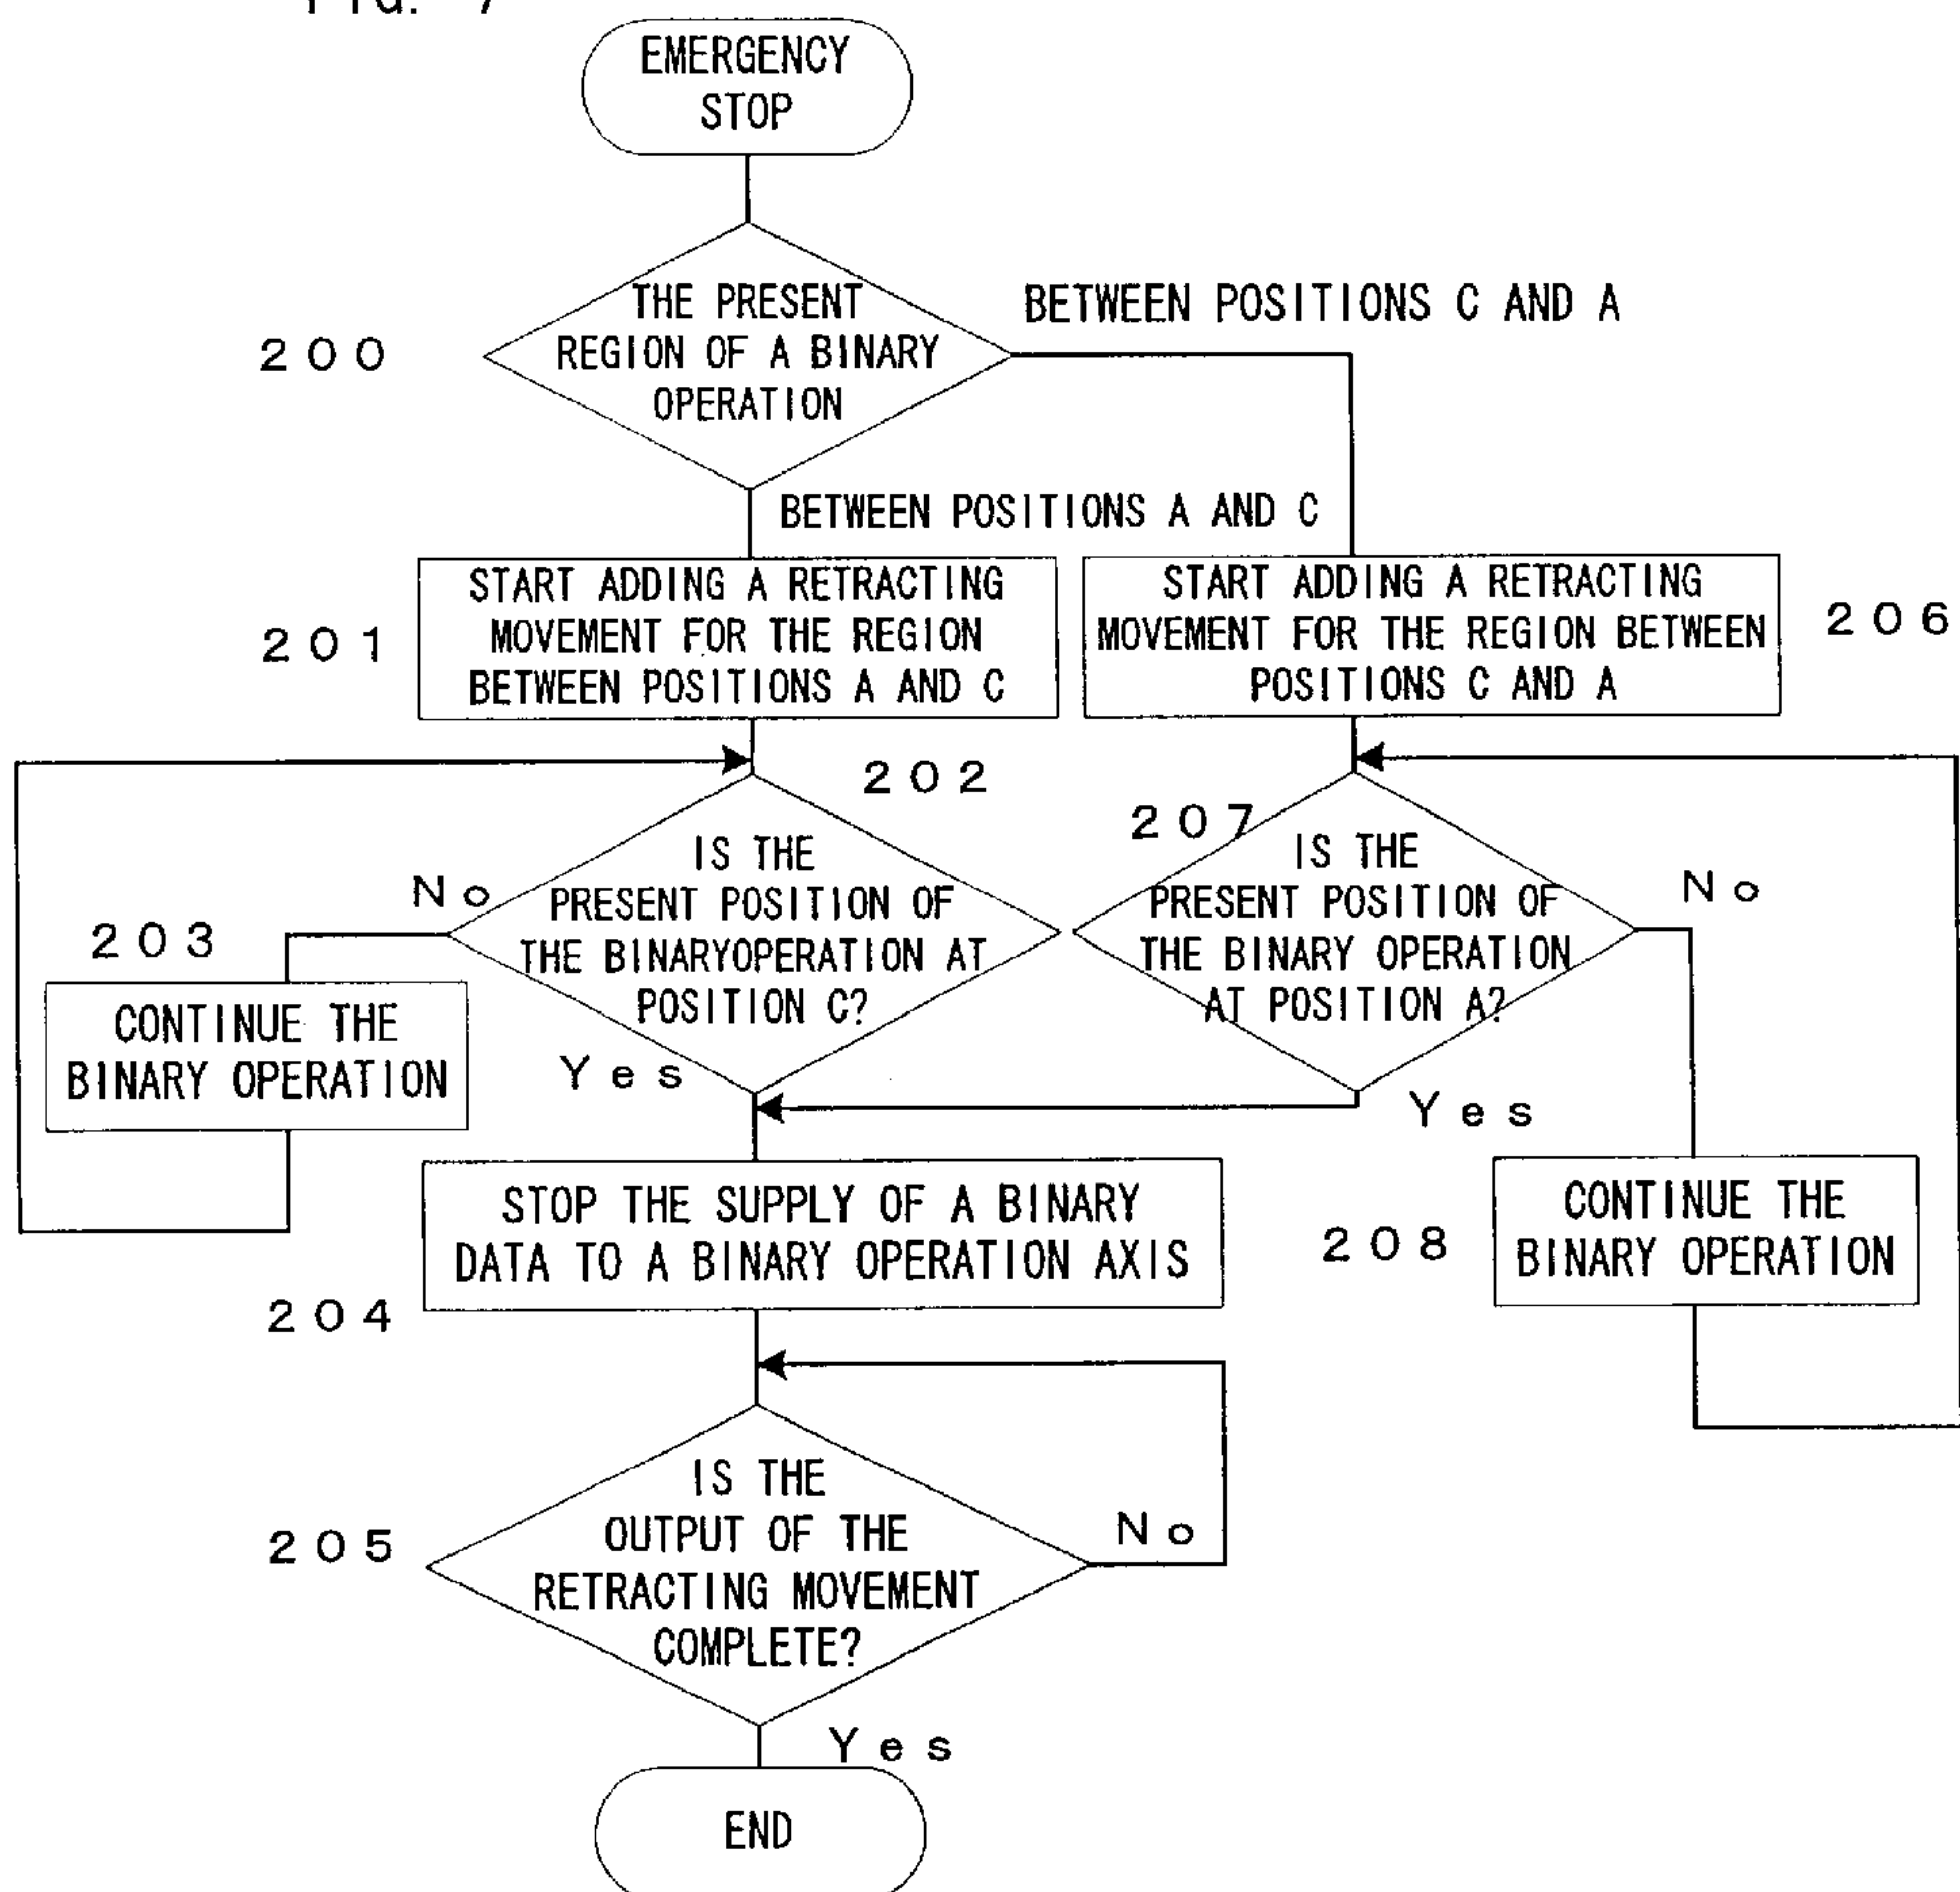 FIG. 7
EMERGENCY
STOP
THE PRESENT
REGION OF A BINARY
OPERATION
200
BETWEEN POSITIONS C AND A
BETWEEN POSITIONS A AND C
START ADDING A RETRACTING
MOVEMENT FOR THE REGION
BETWEEN POSITIONS A AND C
201
START ADDING A RETRACTING
MOVEMENT FOR THE REGION BETWEEN
POSITIONS C AND A
206
202
IS THE
PRESENT POSITION OF
THE BINARYOPERATION AT
POSITION C?
No
Yes
207
IS THE
PRESENT POSITION OF
THE BINARY OPERATION
AT POSITION A?
No
Yes
203
CONTINUE THE
BINARY OPERATION
STOP THE SUPPLY OF A BINARY
DATA TO A BINARY OPERATION AXIS
204
208
CONTINUE THE
BINARY OPERATION
205
IS THE
OUTPUT OF THE
RETRACTING MOVEMENT
COMPLETE?
No
Yes
END